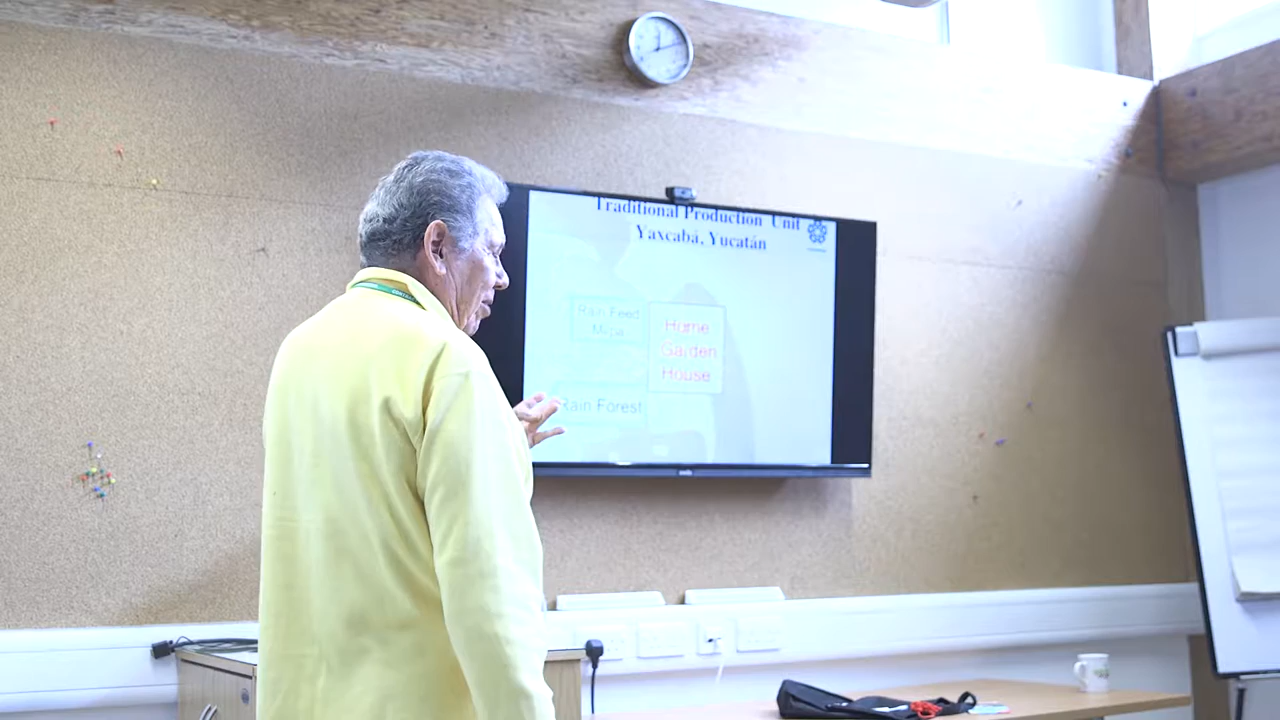 Traditional Production Unit
Yaxcabá, Yucatán
Rain Feed
Milpa
Home
Garden
House
Rain Forest